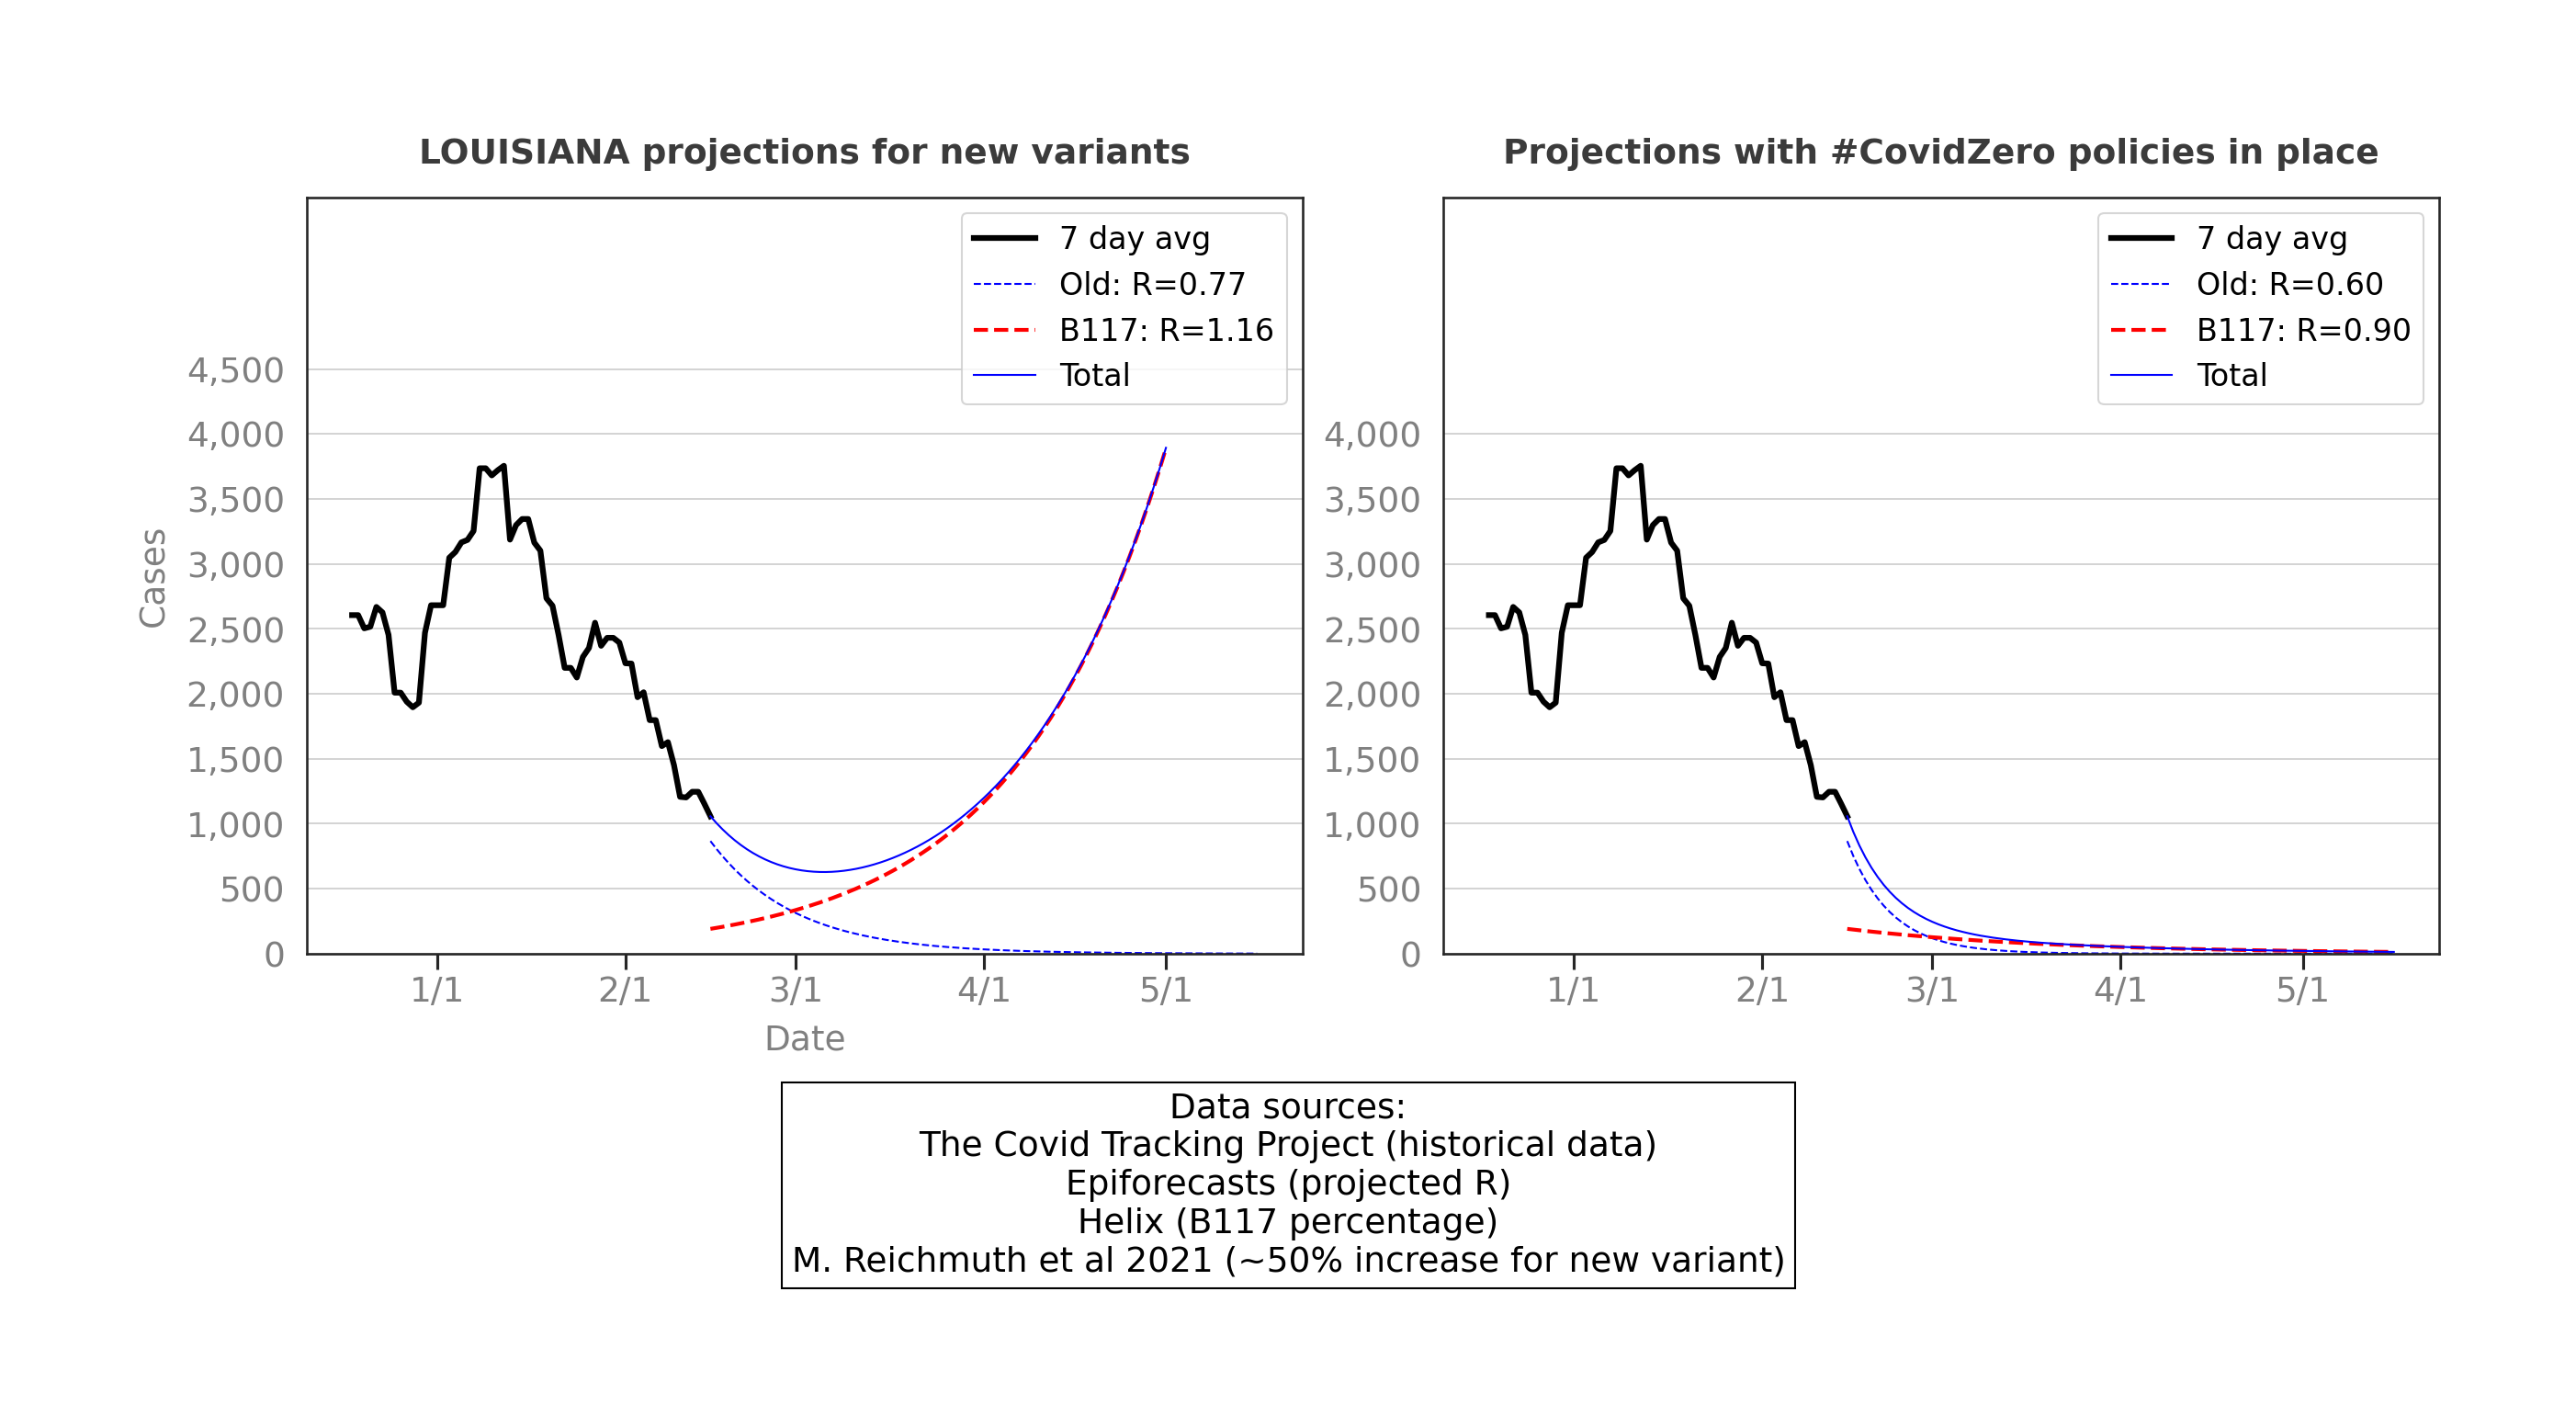 LOUISIANA projections for new variants
7 day avg
Old: R=0.77
B117: R=1.16
Total
4,500
4,000
3,500
3,000
2,500
2,000
1,500
1,000
500
0
Cases
1/1 2/1 3/1 4/1 5/1
Date
Projections with #CovidZero policies in place
7 day avg
Old: R=0.60
B117: R=0.90
Total
4,000
3,500
3,000
2,500
2,000
1,500
1,000
500
0
1/1 2/1 3/1 4/1 5/1
Data sources:
The Covid Tracking Project (historical data)
Epiforecasts (projected R)
Helix (B117 percentage)
M. Reichmuth et al 2021 (~50% increase for new variant)